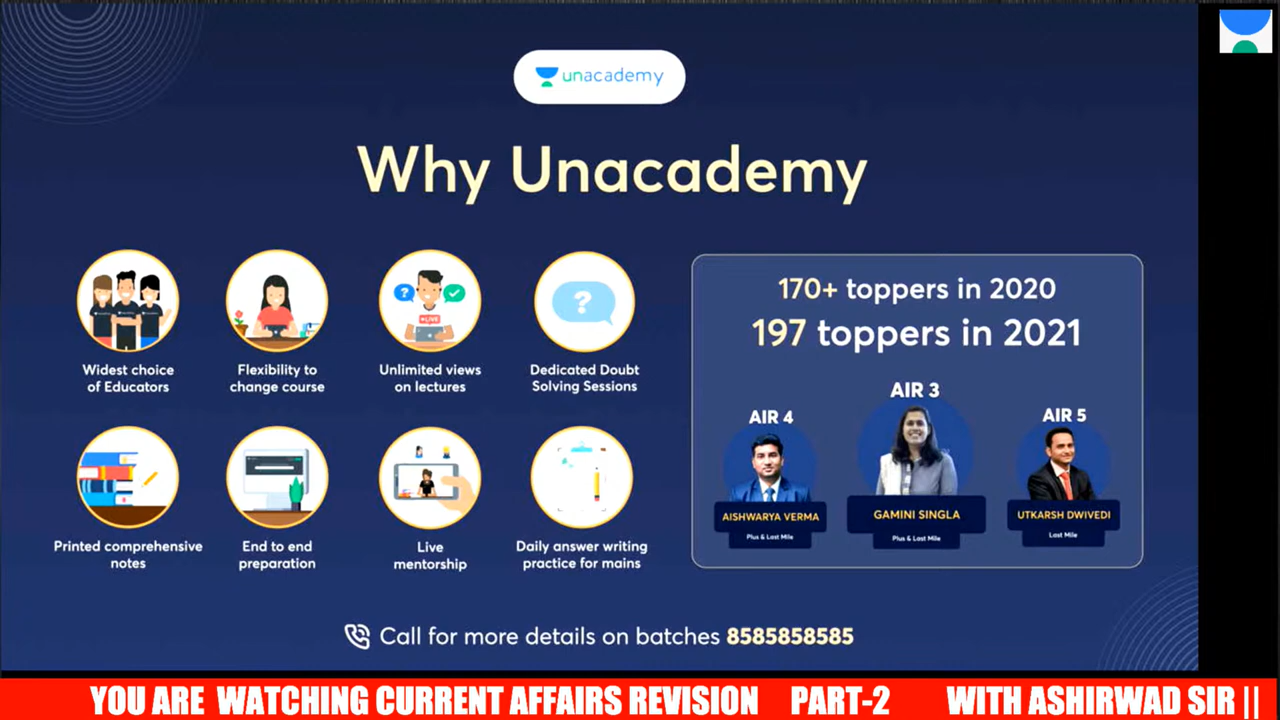 unacademy
Why Unacademy
Widest choice
of Educators
Flexibility to
change course
LIVE
Unlimited views
on lectures
Dedicated Doubt
Solving Sessions
Printed comprehensive
notes
End to end
preparation
Live
mentorship
Daily answer writing
practice for mains
170+ toppers in 2020
197 toppers in 2021
AIR 4
AISHWARYA VERMA
Plus & Last Mile
AIR 3
GAMINI SINGLA
Plus & Last Mile
AIR 5
UTKARSH DWIVEDI
Last Mile
Call for more details on batches 8585858585
YOU ARE WATCHING CURRENT AFFAIRS REVISION PART-2 WITH ASHIRWAD SIR ||